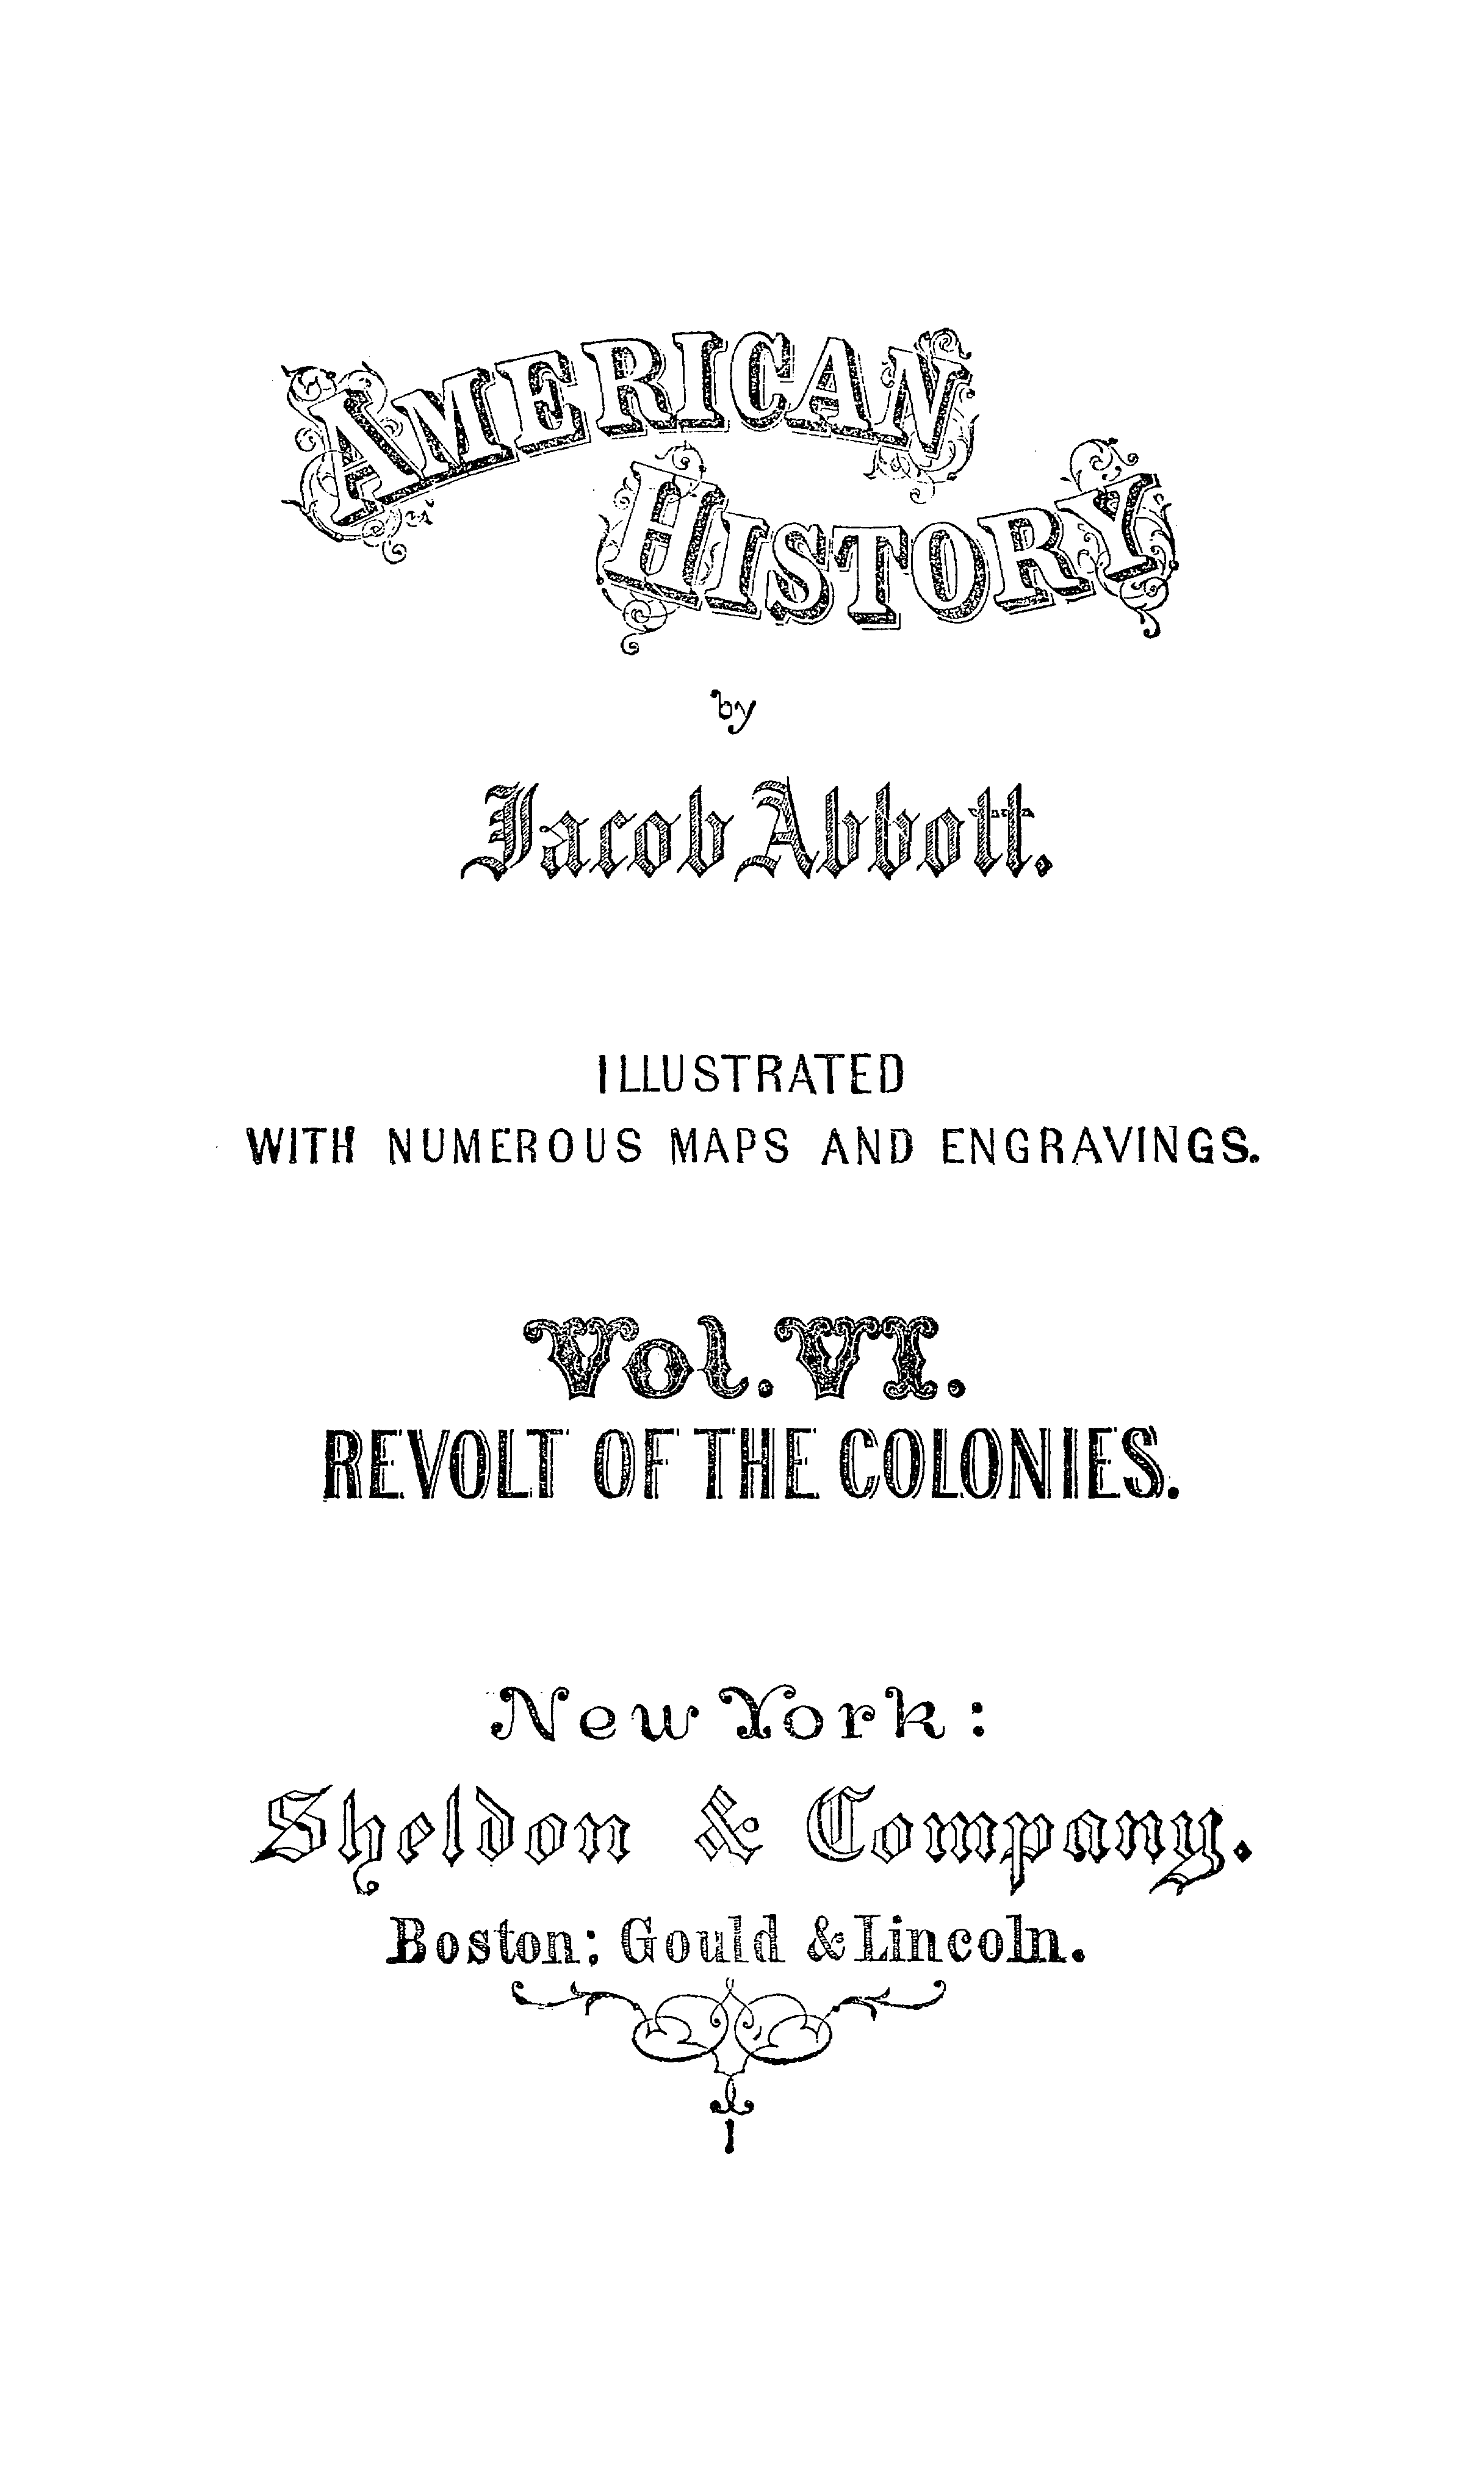 AMERICAN
HISTORY
by
Jacob Abbott.
ILLUSTRATED
WITH NUMEROUS MAPS AND ENGRAVINGS.
Vol. VI.
REVOLT OF THE COLONIES.
New York:
Sheldon & Company.
Boston: Gould & Lincoln.